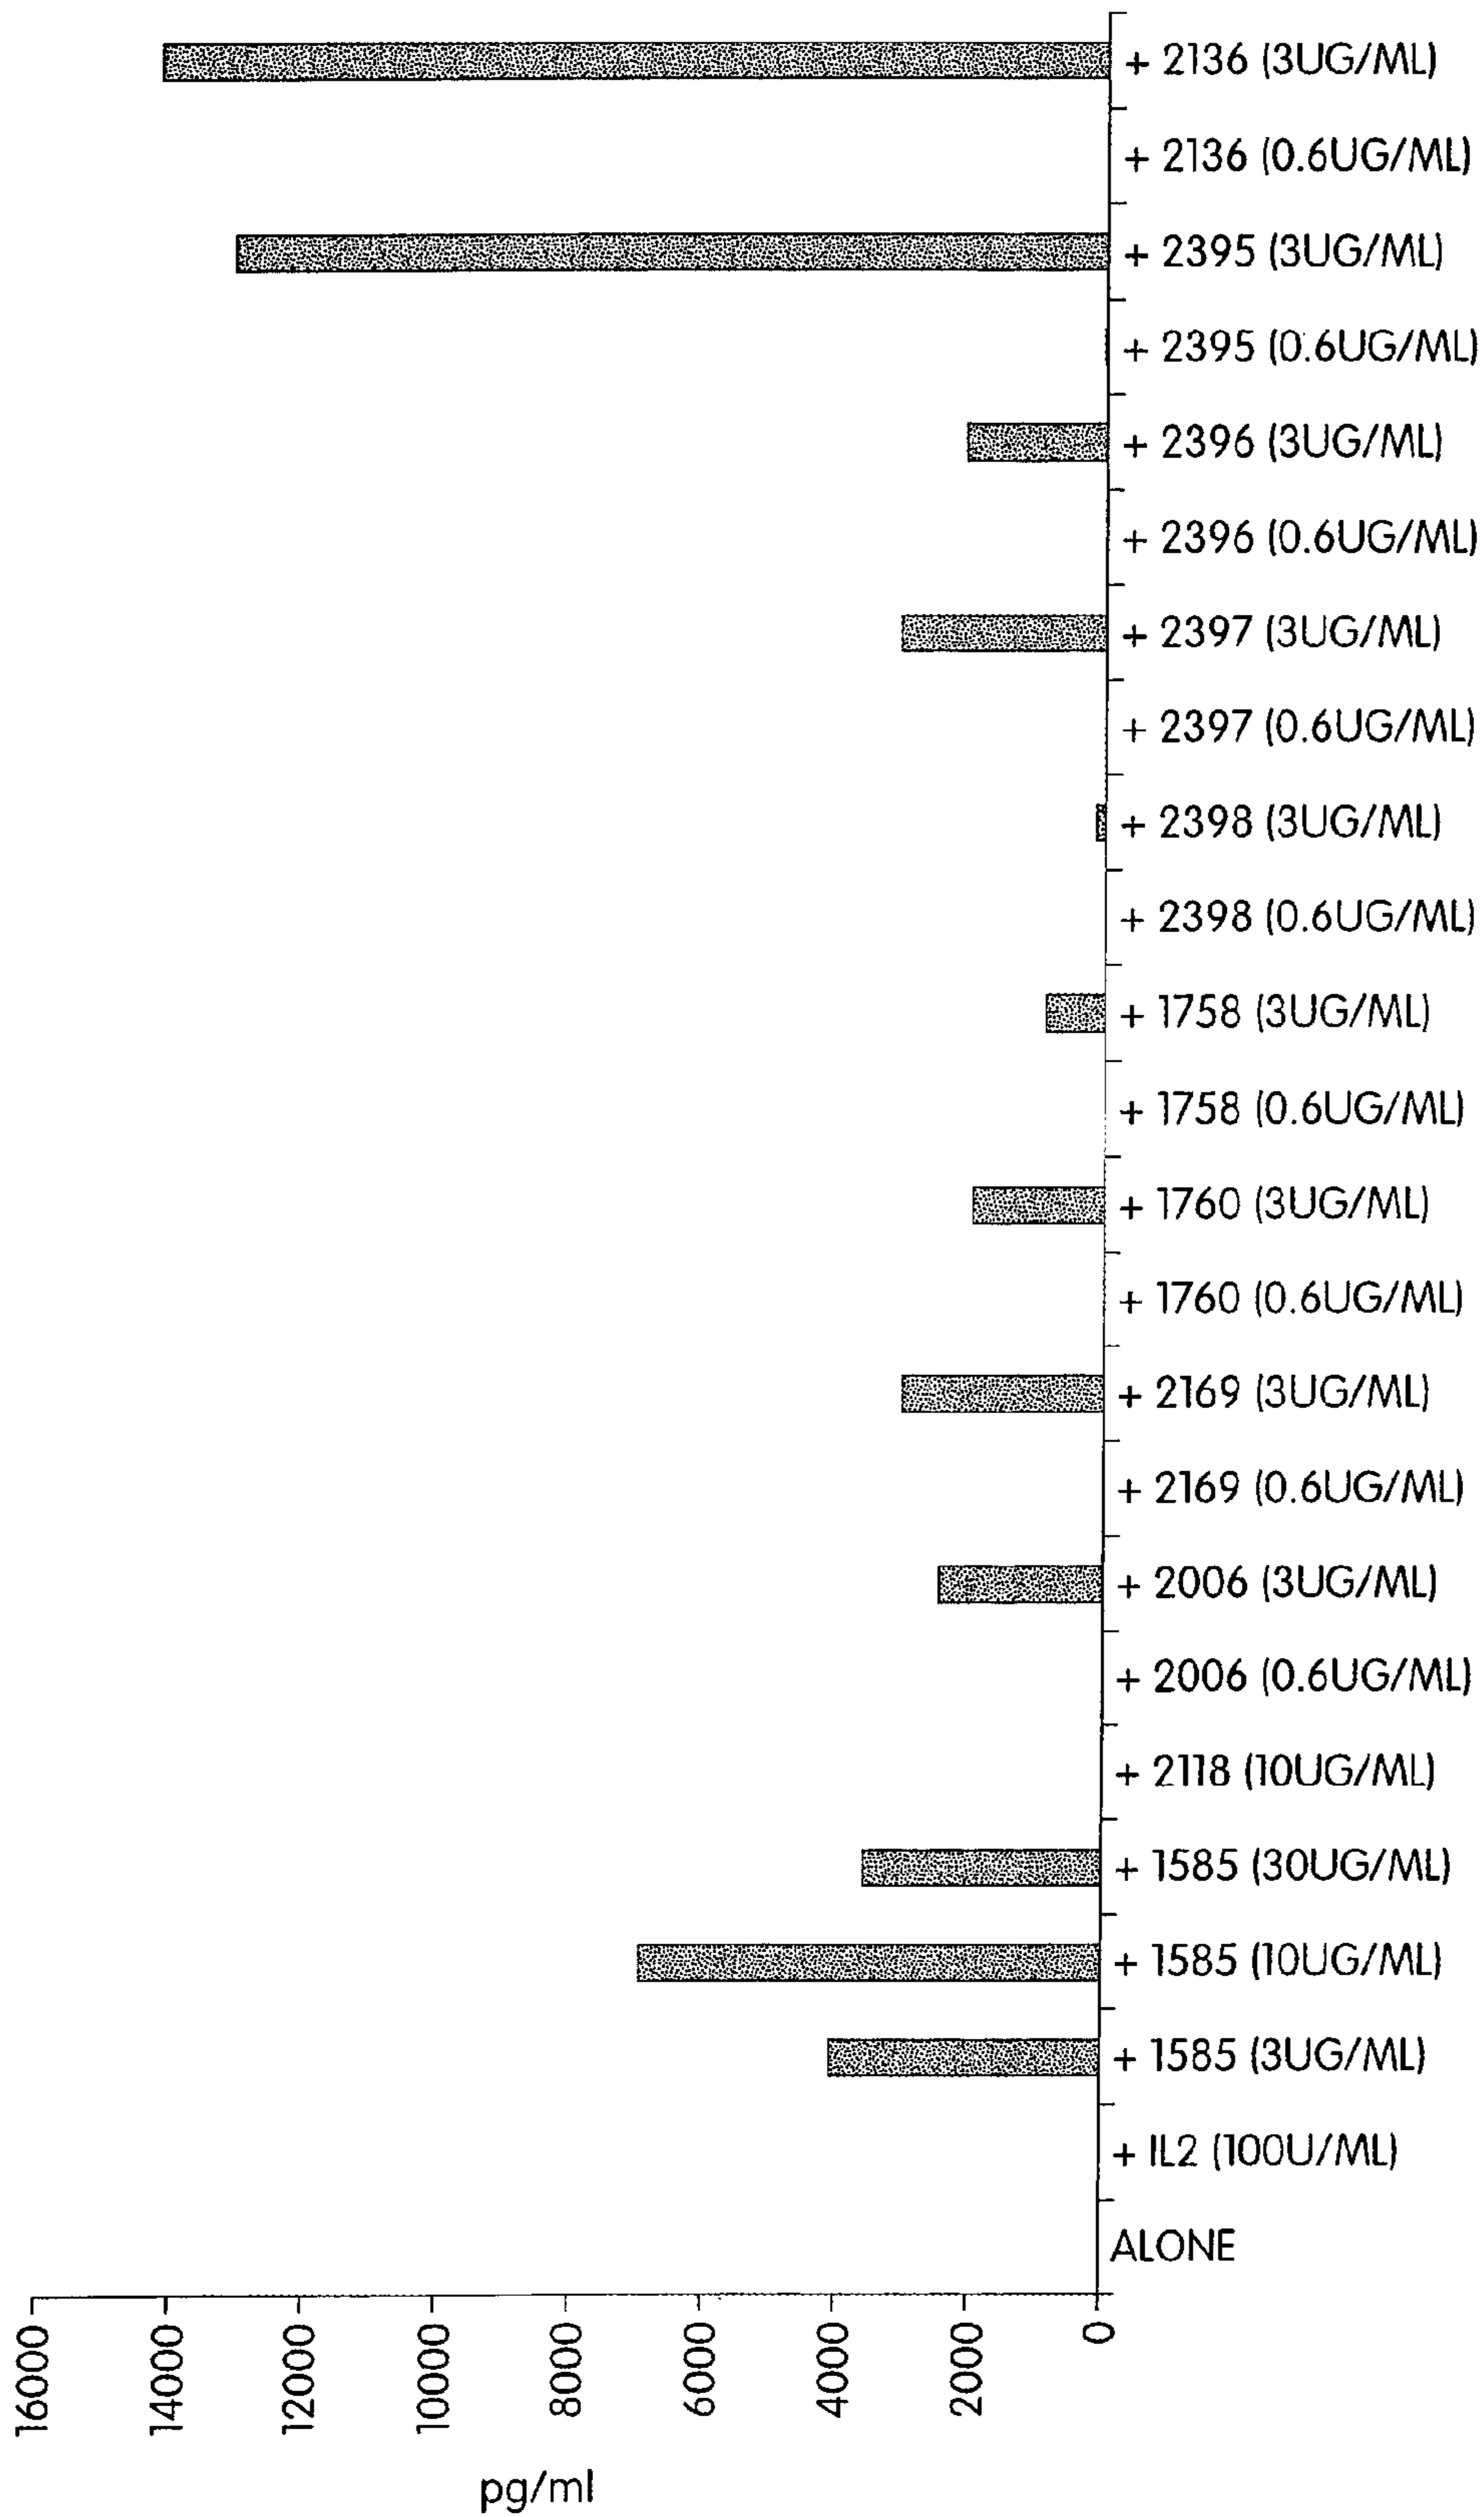 + 2136 (3UG/ML)
+ 2136 (0.6UG/ML)
+ 2395 (3UG/ML)
+ 2395 (0.6UG/ML)
+ 2396 (3UG/ML)
+ 2396 (0.6UG/ML)
+ 2397 (3UG/ML)
+ 2397 (0.6UG/ML)
+ 2398 (3UG/ML)
+ 2398 (0.6UG/ML)
+ 1758 (3UG/ML)
+ 1758 (0.6UG/ML)
+ 1760 (3UG/ML)
+ 1760 (0.6UG/ML)
+ 2169 (3UG/ML)
+ 2169 (0.6UG/ML)
+ 2006 (3UG/ML)
+ 2006 (0.6UG/ML)
+ 2118 (10UG/ML)
+ 1585 (30UG/ML)
+ 1585 (10UG/ML)
+ 1585 (3UG/ML)
+ IL2 (100U/ML)
ALONE
16000
14000
12000
10000
8000
6000
4000
2000
0
pg/ml